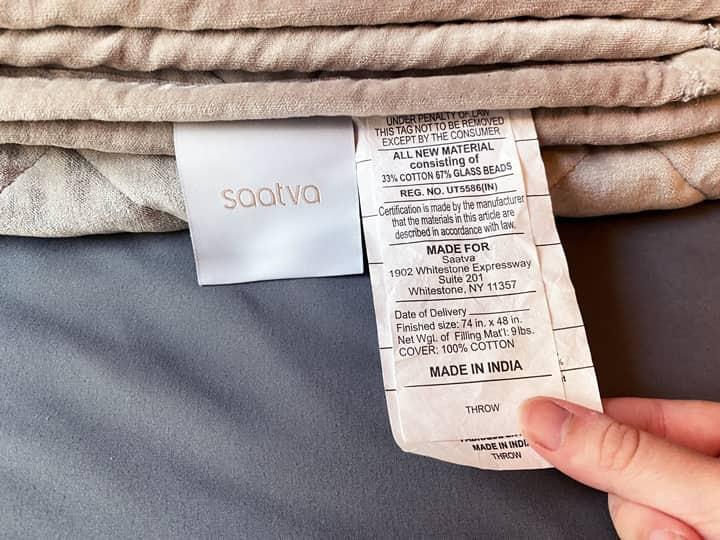 saatva
UNDER PENALTY OF LAW
THIS TAG NOT TO BE REMOVED
EXCEPT BY THE CONSUMER
ALL NEW MATERIAL
consisting of
33% COTTON 67% GLASS BEADS
REG. NO. UT5586(IN)
Certification is made by the manufacturer
that the materials in this article are
described in accordance with law.
MADE FOR
Saatva
1902 Whitestone Expressway
Suite 201
Whitestone, NY 11357
Date of Delivery
Finished size: 74 in. x 48 in.
Net Wgl. of Filling Mat'l: 9 lbs.
COVER: 100% COTTON
MADE IN INDIA
THROW
MADE IN INDI
THROW